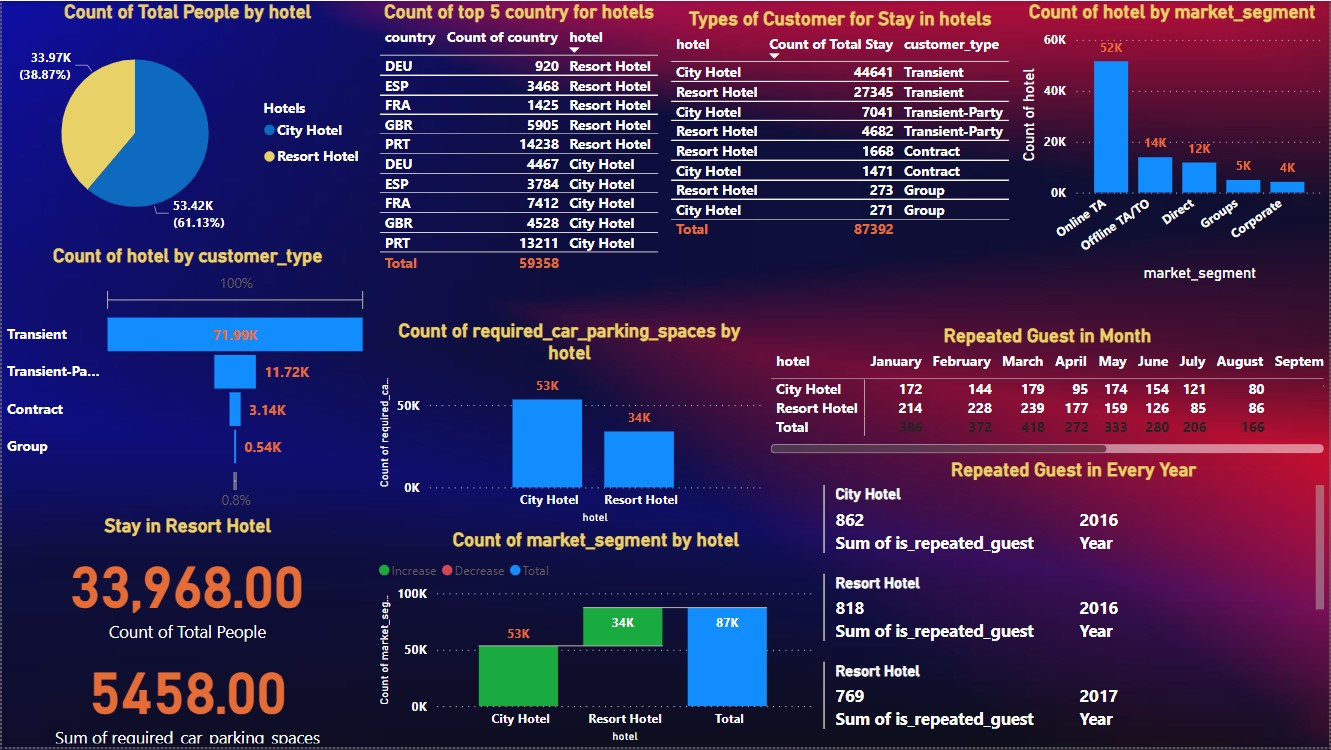 Count of Total People by hotel
33.97K
(38.87%)
53.42K
(61.13%)
Hotels
City Hotel
Resort Hotel
Count of top 5 country for hotels
country Count of country hotel
DEU 920 Resort Hotel
ESP 3468 Resort Hotel
FRA 1425 Resort Hotel
GBR 5905 Resort Hotel
PRT 14238 Resort Hotel
DEU 4467 City Hotel
ESP 3784 City Hotel
FRA 7412 City Hotel
GBR 4528 City Hotel
PRT 13211 City Hotel
Total 59358
Types of Customer for Stay in hotels
hotel Count of Total Stay customer_type
City Hotel 44641 Transient
Resort Hotel 27345 Transient
City Hotel 7041 Transient-Party
Resort Hotel 4682 Transient-Party
Resort Hotel 1668 Contract
City Hotel 1471 Contract
Resort Hotel 273 Group
City Hotel 271 Group
Total 87392
Count of hotel by market_segment
Count of hotel
60K
40K
20K
0K
52K
14K
12K
5K
4K
Online TA
Offline TA/TO
Direct
Groups
Corporate
market_segment
Count of hotel by customer_type
100%
Transient 71.99K
Transient-Pa... 11.72K
Contract 3.14K
Group 0.54K
0.8%
Count of required_car_parking_spaces by
hotel
Count of required_ca...
50K
0K
53K
34K
City Hotel Resort Hotel
hotel
Repeated Guest in Month
hotel January February March April May June July August Septem
City Hotel 172 144 179 95 174 154 121 80
Resort Hotel 214 228 239 177 159 126 85 86
Total 386 372 418 272 333 280 206 166
Stay in Resort Hotel
33,968.00
Count of Total People
5458.00
Sum of required_car_parking_spaces
Count of market_segment by hotel
Increase Decrease Total
Count of market_seg...
100K
50K
0K
53K
34K
87K
City Hotel Resort Hotel Total
hotel
Repeated Guest in Every Year
City Hotel
862 2016
Sum of is_repeated_guest Year
Resort Hotel
818 2016
Sum of is_repeated_guest Year
Resort Hotel
769 2017
Sum of is_repeated_guest Year